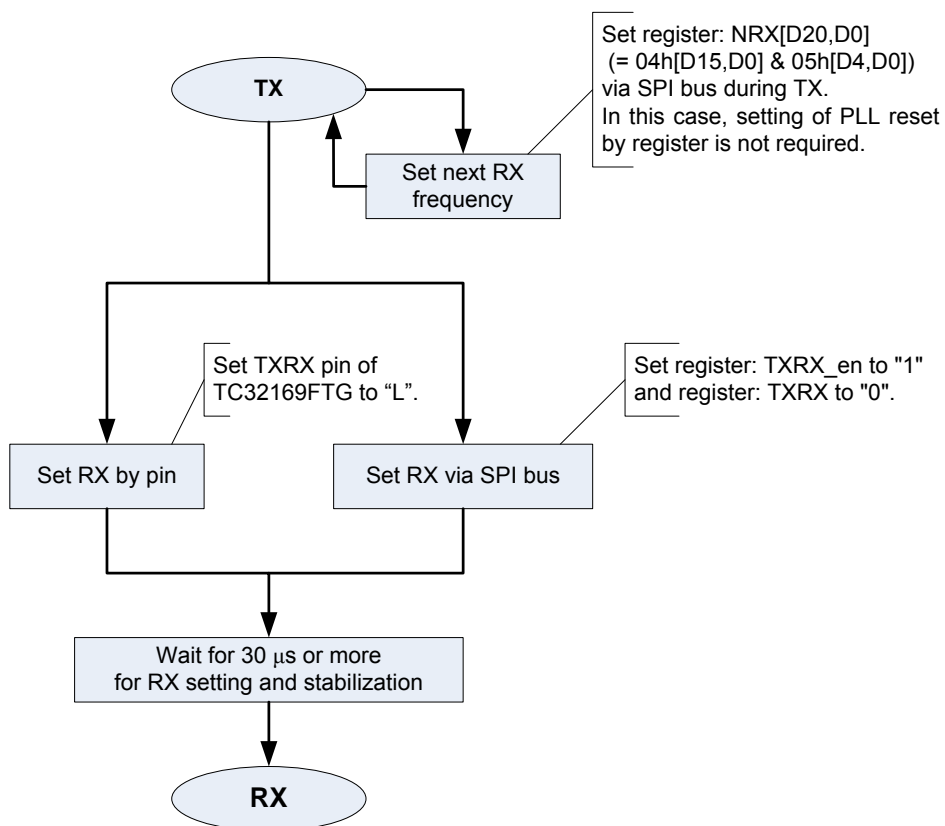 Set register: NRX[D20,D0]
(= 04h[D15,D0] & 05h[D4,D0])
via SPI bus during TX.
In this case, setting of PLL reset
by register is not required.
TX
Set next RX
frequency
Set TXRX pin of
TC32169FTG to “L”.
Set register: TXRX_en to "1"
and register: TXRX to "0".
Set RX by pin
Set RX via SPI bus
Wait for 30 μs or more
for RX setting and stabilization
RX